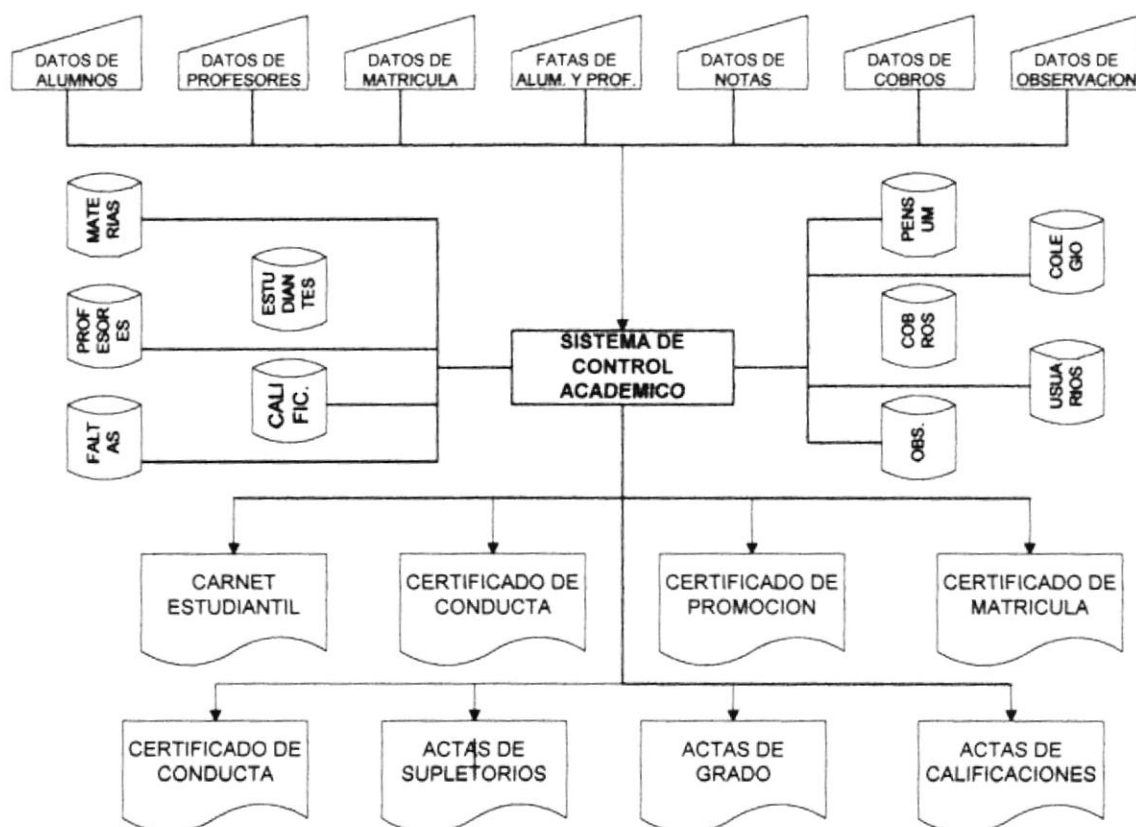 DATOS DE
ALUMNOS
DATOS DE
PROFESORES
DATOS DE
MATRICULA
FATAS DE
ALUM. Y PROF.
DATOS DE
NOTAS
DATOS DE
COBROS
DATOS DE
OBSERVACION
MATE
RIAS
ESTU
DIAN
TES
PROF
ESOR
ES
CALI
FIC.
FALT
AS
SISTEMA DE
CONTROL
ACADEMICO
PENS
UM
COLE
GIO
COB
ROS
USUA
RIOS
OBS.
CARNET
ESTUDIANTIL
CERTIFICADO DE
CONDUCTA
CERTIFICADO DE
PROMOCION
CERTIFICADO DE
MATRICULA
CERTIFICADO DE
CONDUCTA
ACTAS DE
SUPLETORIOS
ACTAS DE
GRADO
ACTAS DE
CALIFICACIONES